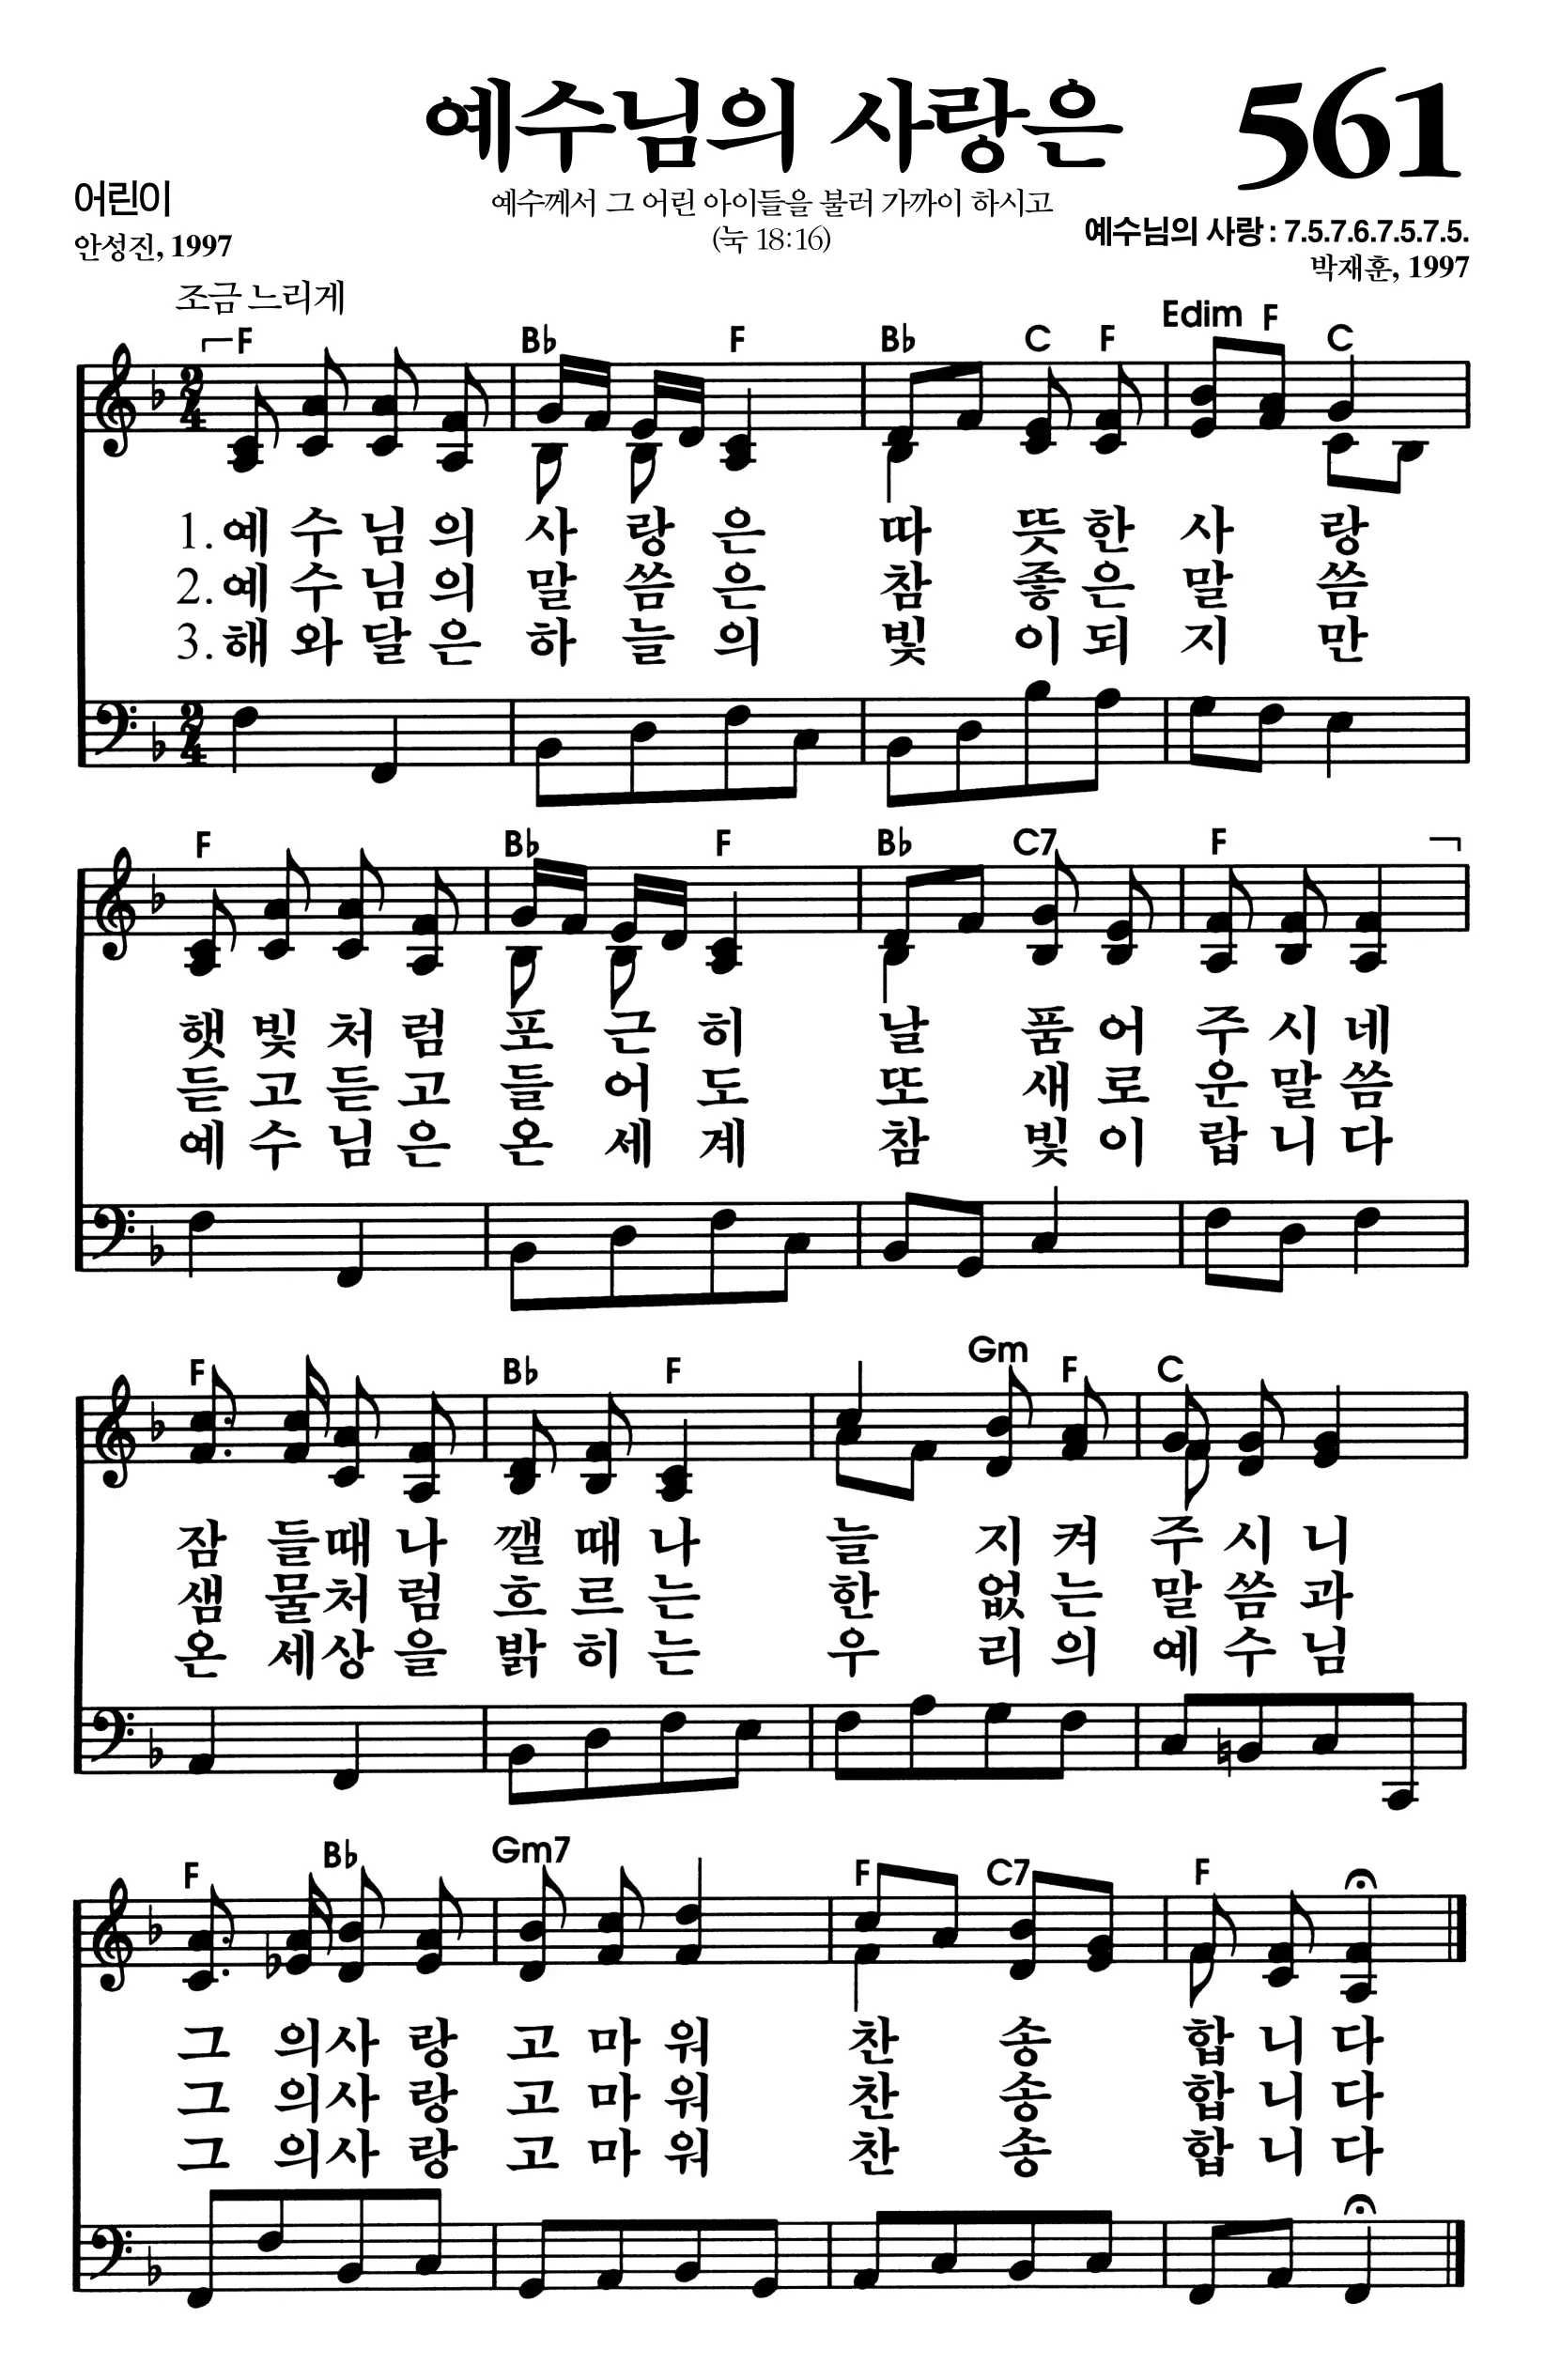 예수님의 사랑은 561
어린이
예수께서 그 어린 아이들을 불러 가까이 하시고
(눅 18:16)
안성진, 1997
예수님의 사랑 : 7.5.7.6.7.5.7.5.
박재훈, 1997
조금 느리게
F B♭ F B♭ C F Edim F C
2 4
1. 예 수 님 의 사 랑 은 따 뜻 한 사 랑
2. 예 수 님 의 말 씀 은 참 좋 은 말 씀
3. 해 와 달 은 하 늘 의 빛 이 되 지 만
2 4
F B♭ F B♭ C7 F
햇 빛 처 럼 포 근 히 날 품 어 주 시 네
듣 고 듣 고 들 어 도 또 새 로 운 말 씀
예 수 님 은 온 세 계 참 빛 이 랍 니 다
F B♭ F Gm F C
잠 들 때 나 깰 때 나 늘 지 켜 주 시 니
샘 물 처 럼 흐 르 는 한 없 는 말 씀 과
온 세 상 을 밝 히 는 우 리 의 예 수 님
F B♭ Gm7 F C7 F
그 의 사 랑 고 마 워 찬 송 합 니 다
그 의 사 랑 고 마 워 찬 송 합 니 다
그 의 사 랑 고 마 워 찬 송 합 니 다